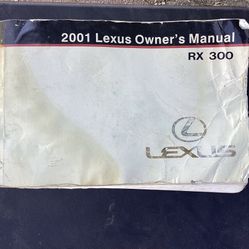 2001 Lexus Owner's Manual
RX 300
LEXUS